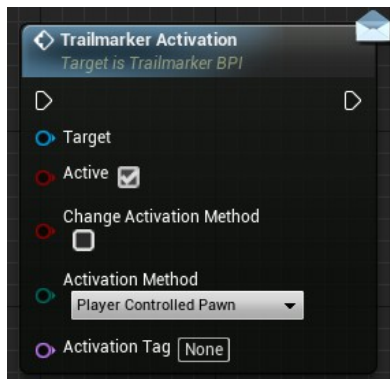 Trailmarker Activation
Target is Trailmarker BPI
Target
Active
Change Activation Method
Activation Method
Player Controlled Pawn
Activation Tag None